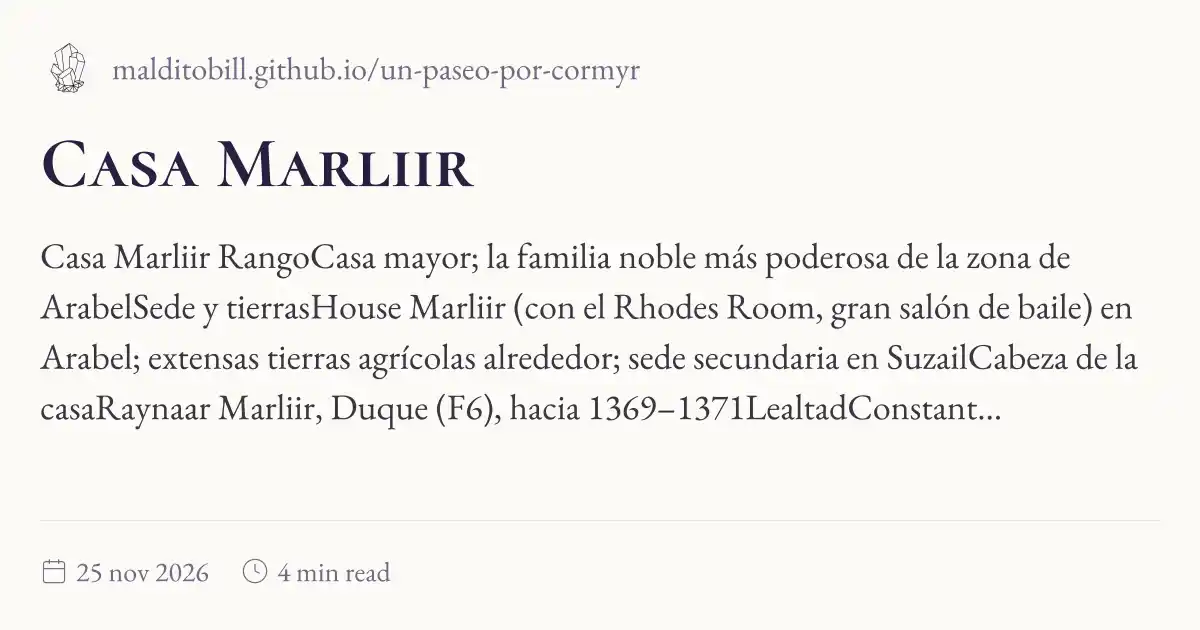 malditobill.github.io/un-paseo-por-cormyr
Casa Marliir
Casa Marliir RangoCasa mayor; la familia noble más poderosa de la zona de
ArabelSede y tierrasHouse Marliir (con el Rhodes Room, gran salón de baile) en
Arabel; extensas tierras agrícolas alrededor; sede secundaria en SuzailCabeza de la
casaRaynaar Marliir, Duque (F6), hacia 1369–1371LealtadConstant...
25 nov 2026 4 min read